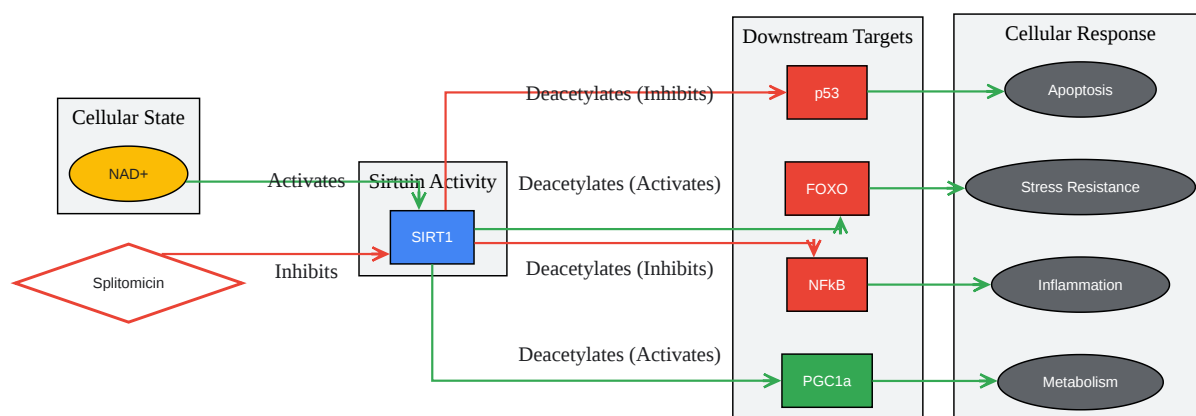 Cellular State
NAD+
Splitomicin
Activates
Inhibits
Sirtuin Activity
SIRT1
Deacetylates (Inhibits)
Deacetylates (Activates)
Deacetylates (Inhibits)
Deacetylates (Activates)
Downstream Targets
p53
FOXO
NFkB
PGC1a
Cellular Response
Apoptosis
Stress Resistance
Inflammation
Metabolism